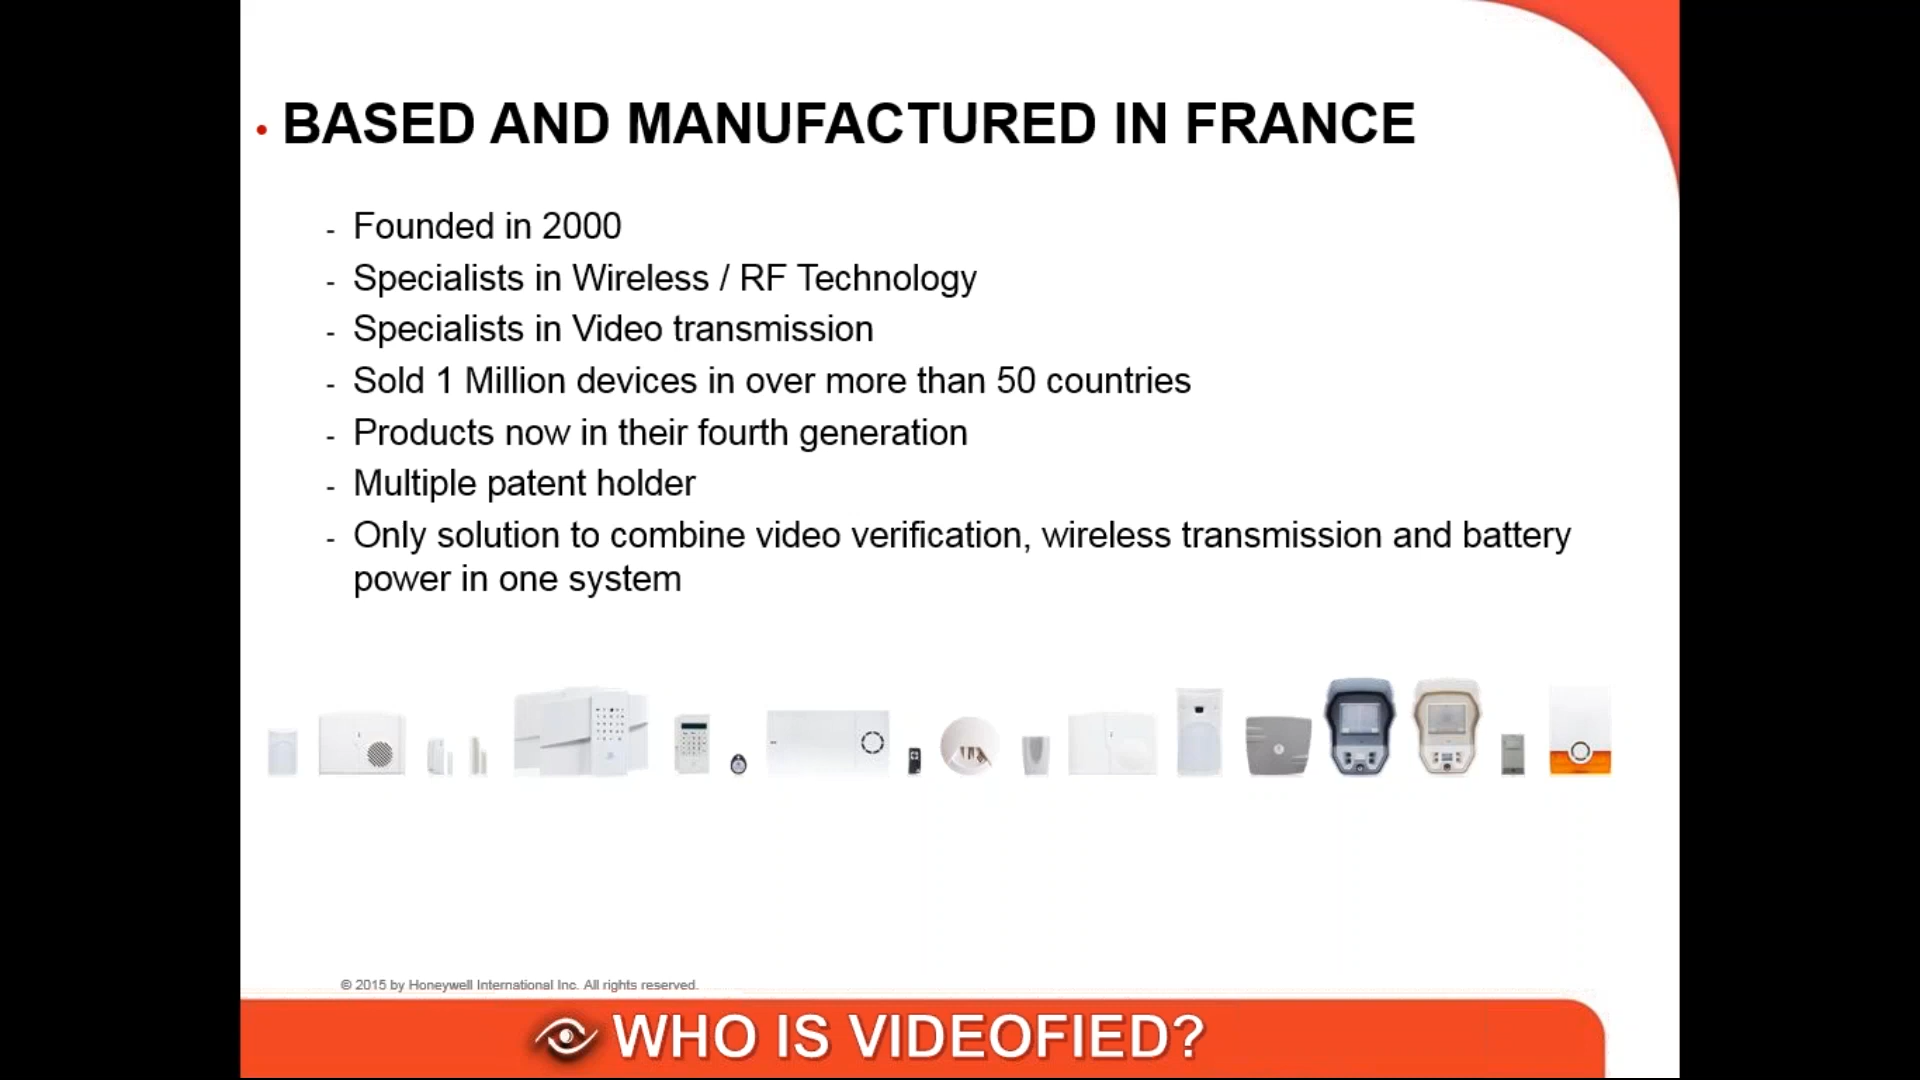 • BASED AND MANUFACTURED IN FRANCE
- Founded in 2000
- Specialists in Wireless / RF Technology
- Specialists in Video transmission
- Sold 1 Million devices in over more than 50 countries
- Products now in their fourth generation
- Multiple patent holder
- Only solution to combine video verification, wireless transmission and battery
power in one system
© 2015 by Honeywell International Inc. All rights reserved.
WHO IS VIDEOFIED?